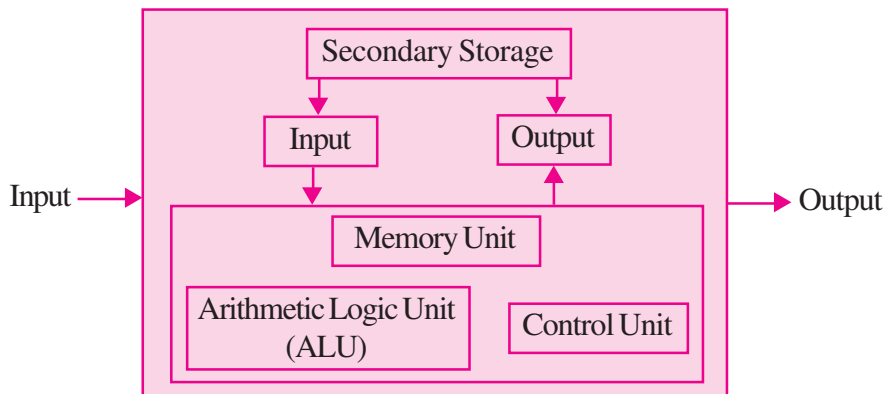 Secondary Storage
Input
Output
Input
Output
Memory Unit
Arithmetic Logic Unit
(ALU)
Control Unit